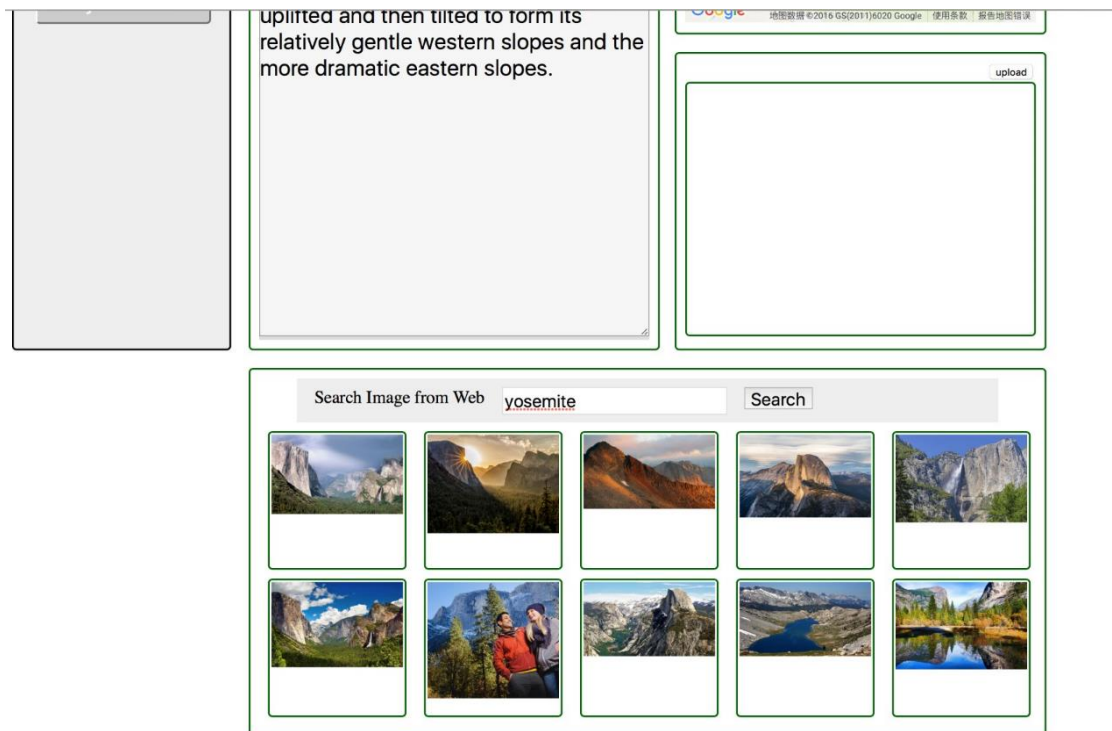 uplifted and then tilted to form its
relatively gentle western slopes and the
more dramatic eastern slopes.
Google
地图数据 ©2016 GS(2011)6020 Google 使用条款 报告地图错误
upload
Search Image from Web yosemite Search